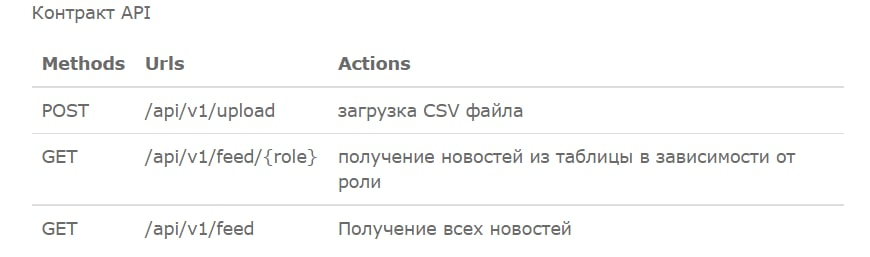 Контракт API
Methods Urls Actions
POST /api/v1/upload загрузка CSV файла
GET /api/v1/feed/{role} получение новостей из таблицы в зависимости от
роли
GET /api/v1/feed Получение всех новостей